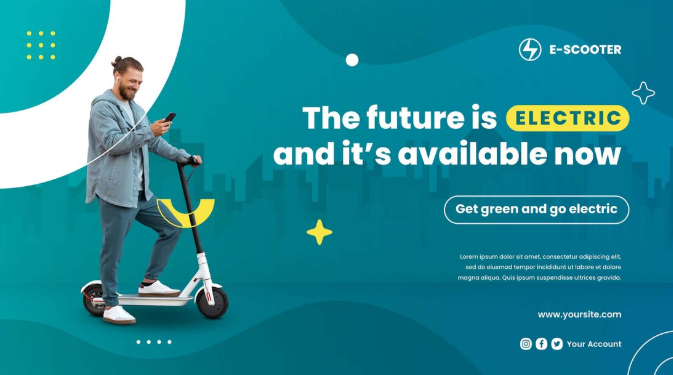 E-SCOOTER
The future is ELECTRIC
and it's available now
Get green and go electric
Lorem ipsum dolor sit amet, consectetur adipiscing elit,
sed do eiusmod tempor incididunt ut labore et dolore
magna aliqua. Quis ipsum suspendisse ultrices gravida.
www.yoursite.com
Your Account